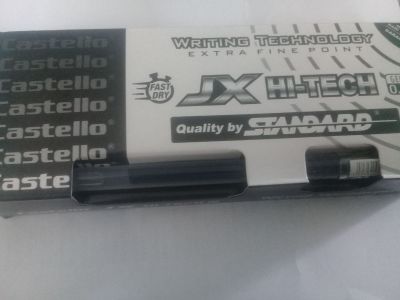 Castello
Castello
Castello
Castello
Castello
Castello
Castello
WRITING TECHNOLOGY
EXTRA FINE POINT
FAST
DRY
JX HI-TECH
Quality by STANDARD